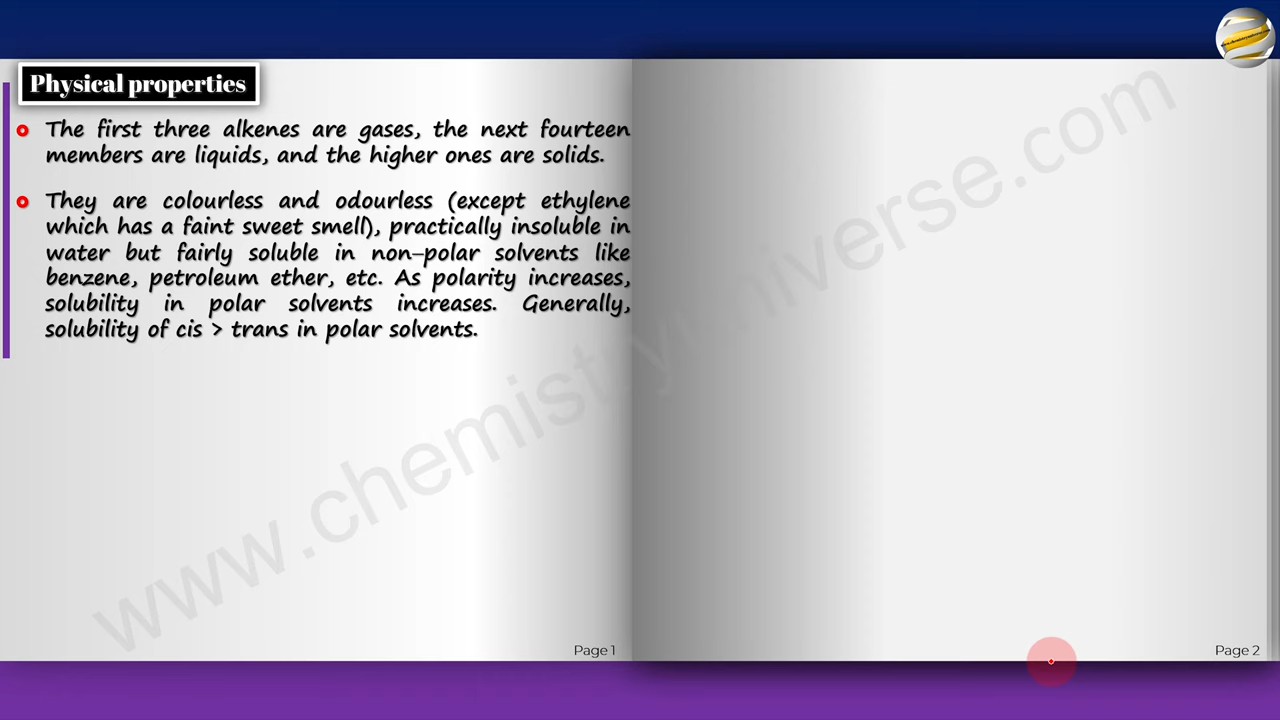 Physical properties
The first three alkenes are gases, the next fourteen
members are liquids, and the higher ones are solids.
They are colourless and odourless (except ethylene
which has a faint sweet smell), practically insoluble in
water but fairly soluble in non–polar solvents like
benzene, petroleum ether, etc. As polarity increases,
solubility in polar solvents increases. Generally,
solubility of cis > trans in polar solvents.
www.chemistryuniverse.com
Page 1
Page 2